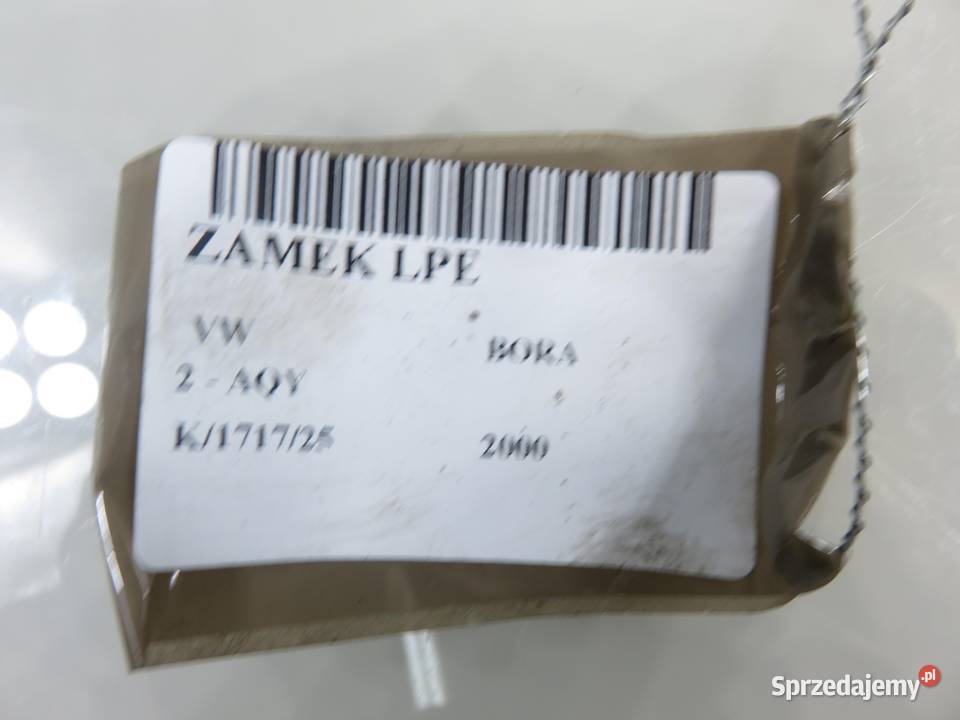 ZAMEK LPE
VW BORA
2 - AQY
K/1717/25 2000
Sprzedajemy.pl